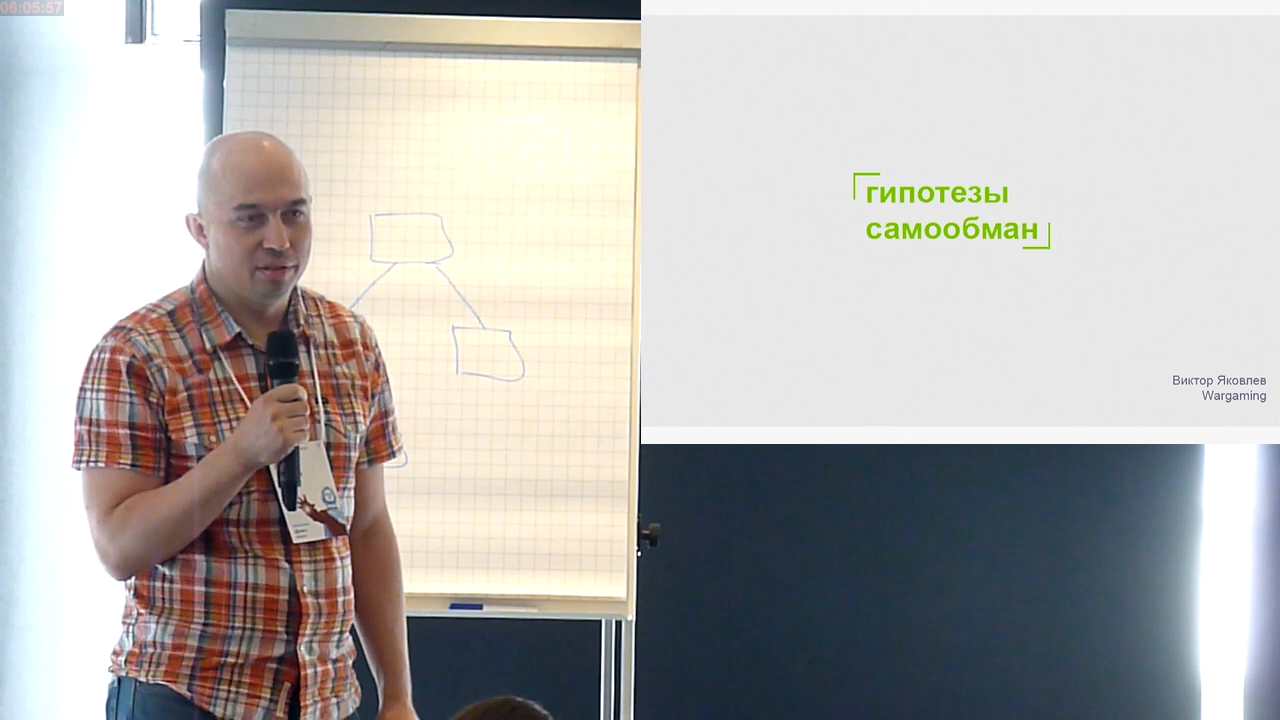 06:05:57
гипотезы
самообман
Виктор Яковлев
Wargaming